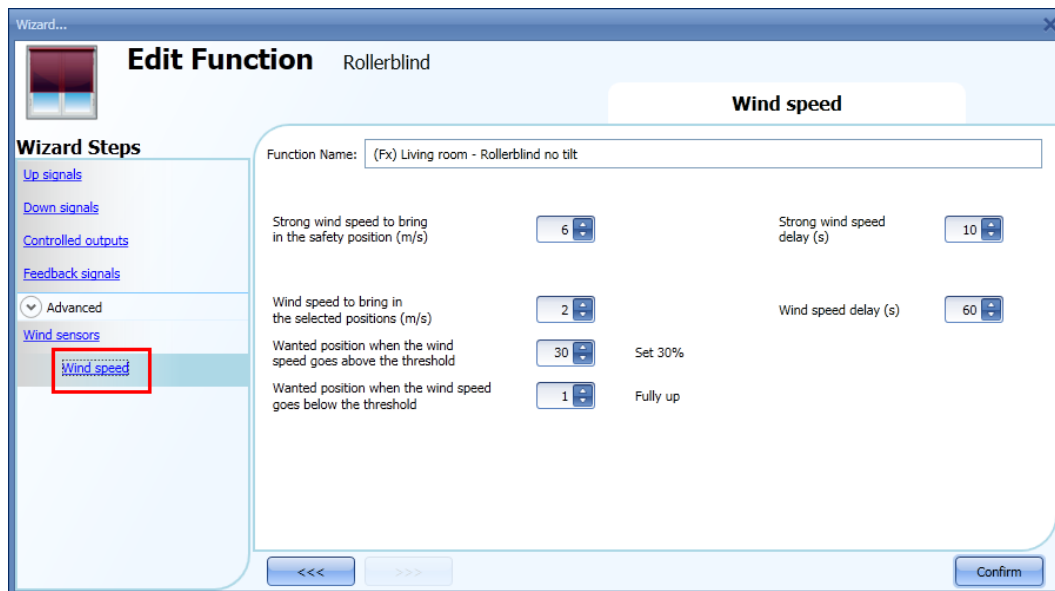 Wizard...
Edit Function Rollerblind
Wind speed
Wizard Steps
Up signals
Down signals
Controlled outputs
Feedback signals
Advanced
Wind sensors
Wind speed
Function Name: (Fx) Living room - Rollerblind no tilt
Strong wind speed to bring
in the safety position (m/s)
6
Strong wind speed
delay (s)
10
Wind speed to bring in
the selected positions (m/s)
2
Wind speed delay (s)
60
Wanted position when the wind
speed goes above the threshold
30
Set 30%
Wanted position when the wind speed
goes below the threshold
1
Fully up
<<<
>>>
Confirm